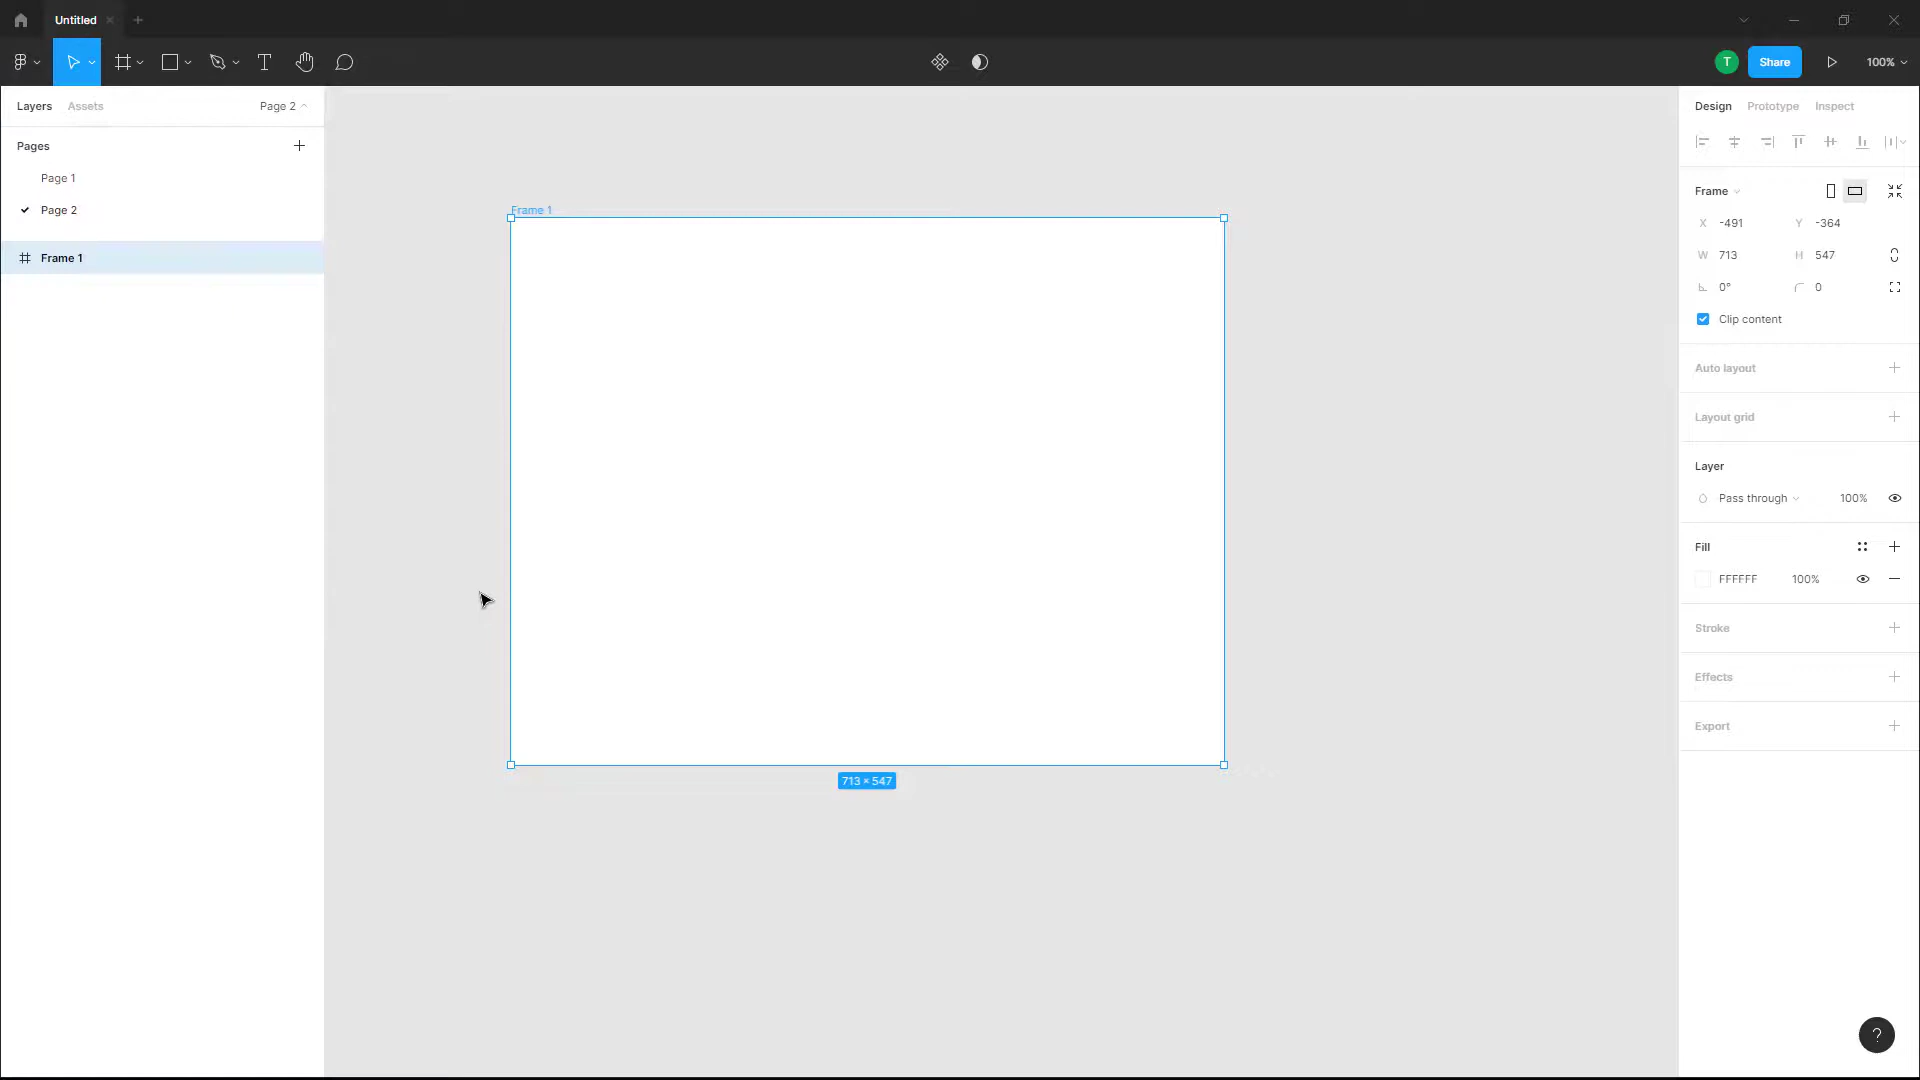 Untitled
T
Share
100%
Layers
Assets
Page 2
Pages
Page 1
Page 2
Frame 1
Frame 1
713 × 547
Design
Prototype
Inspect
Frame
X -491
Y -364
W 713
H 547
0°
0
Clip content
Auto layout
Layout grid
Layer
Pass through
100%
Fill
FFFFFF
100%
Stroke
Effects
Export
?